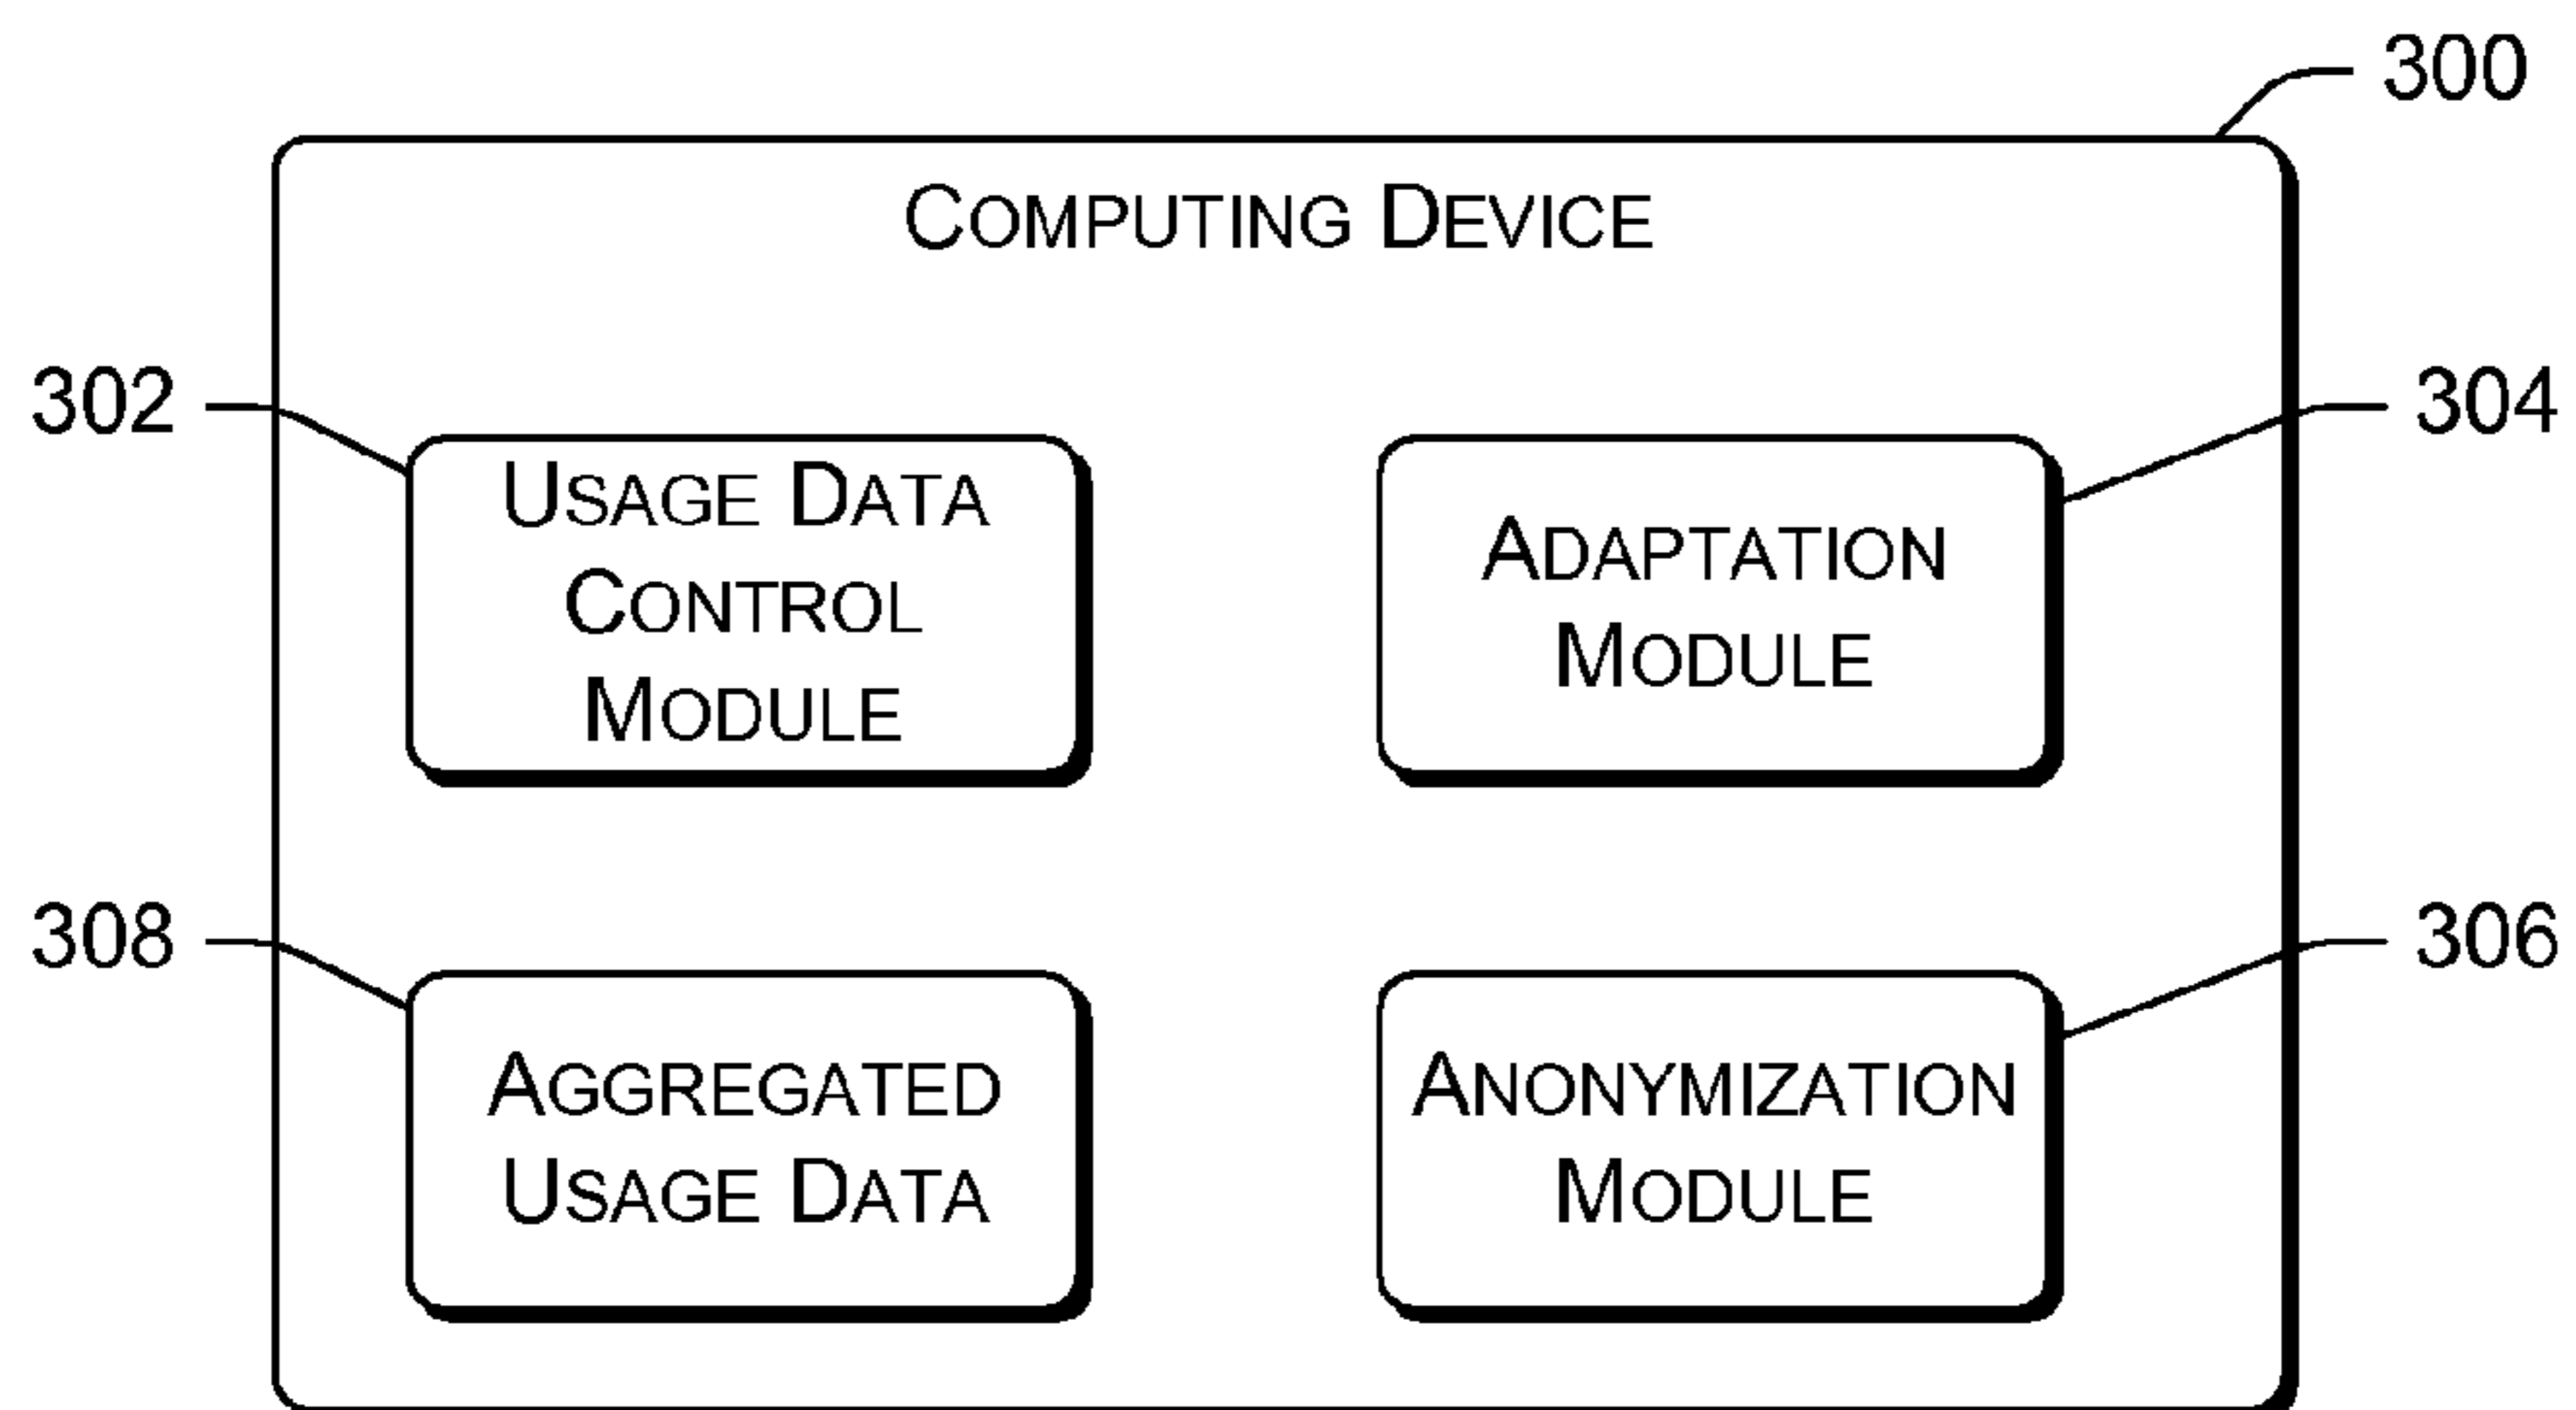 300
COMPUTING DEVICE
302
304
USAGE DATA
CONTROL
MODULE
ADAPTATION
MODULE
308
306
AGGREGATED
USAGE DATA
ANONYMIZATION
MODULE